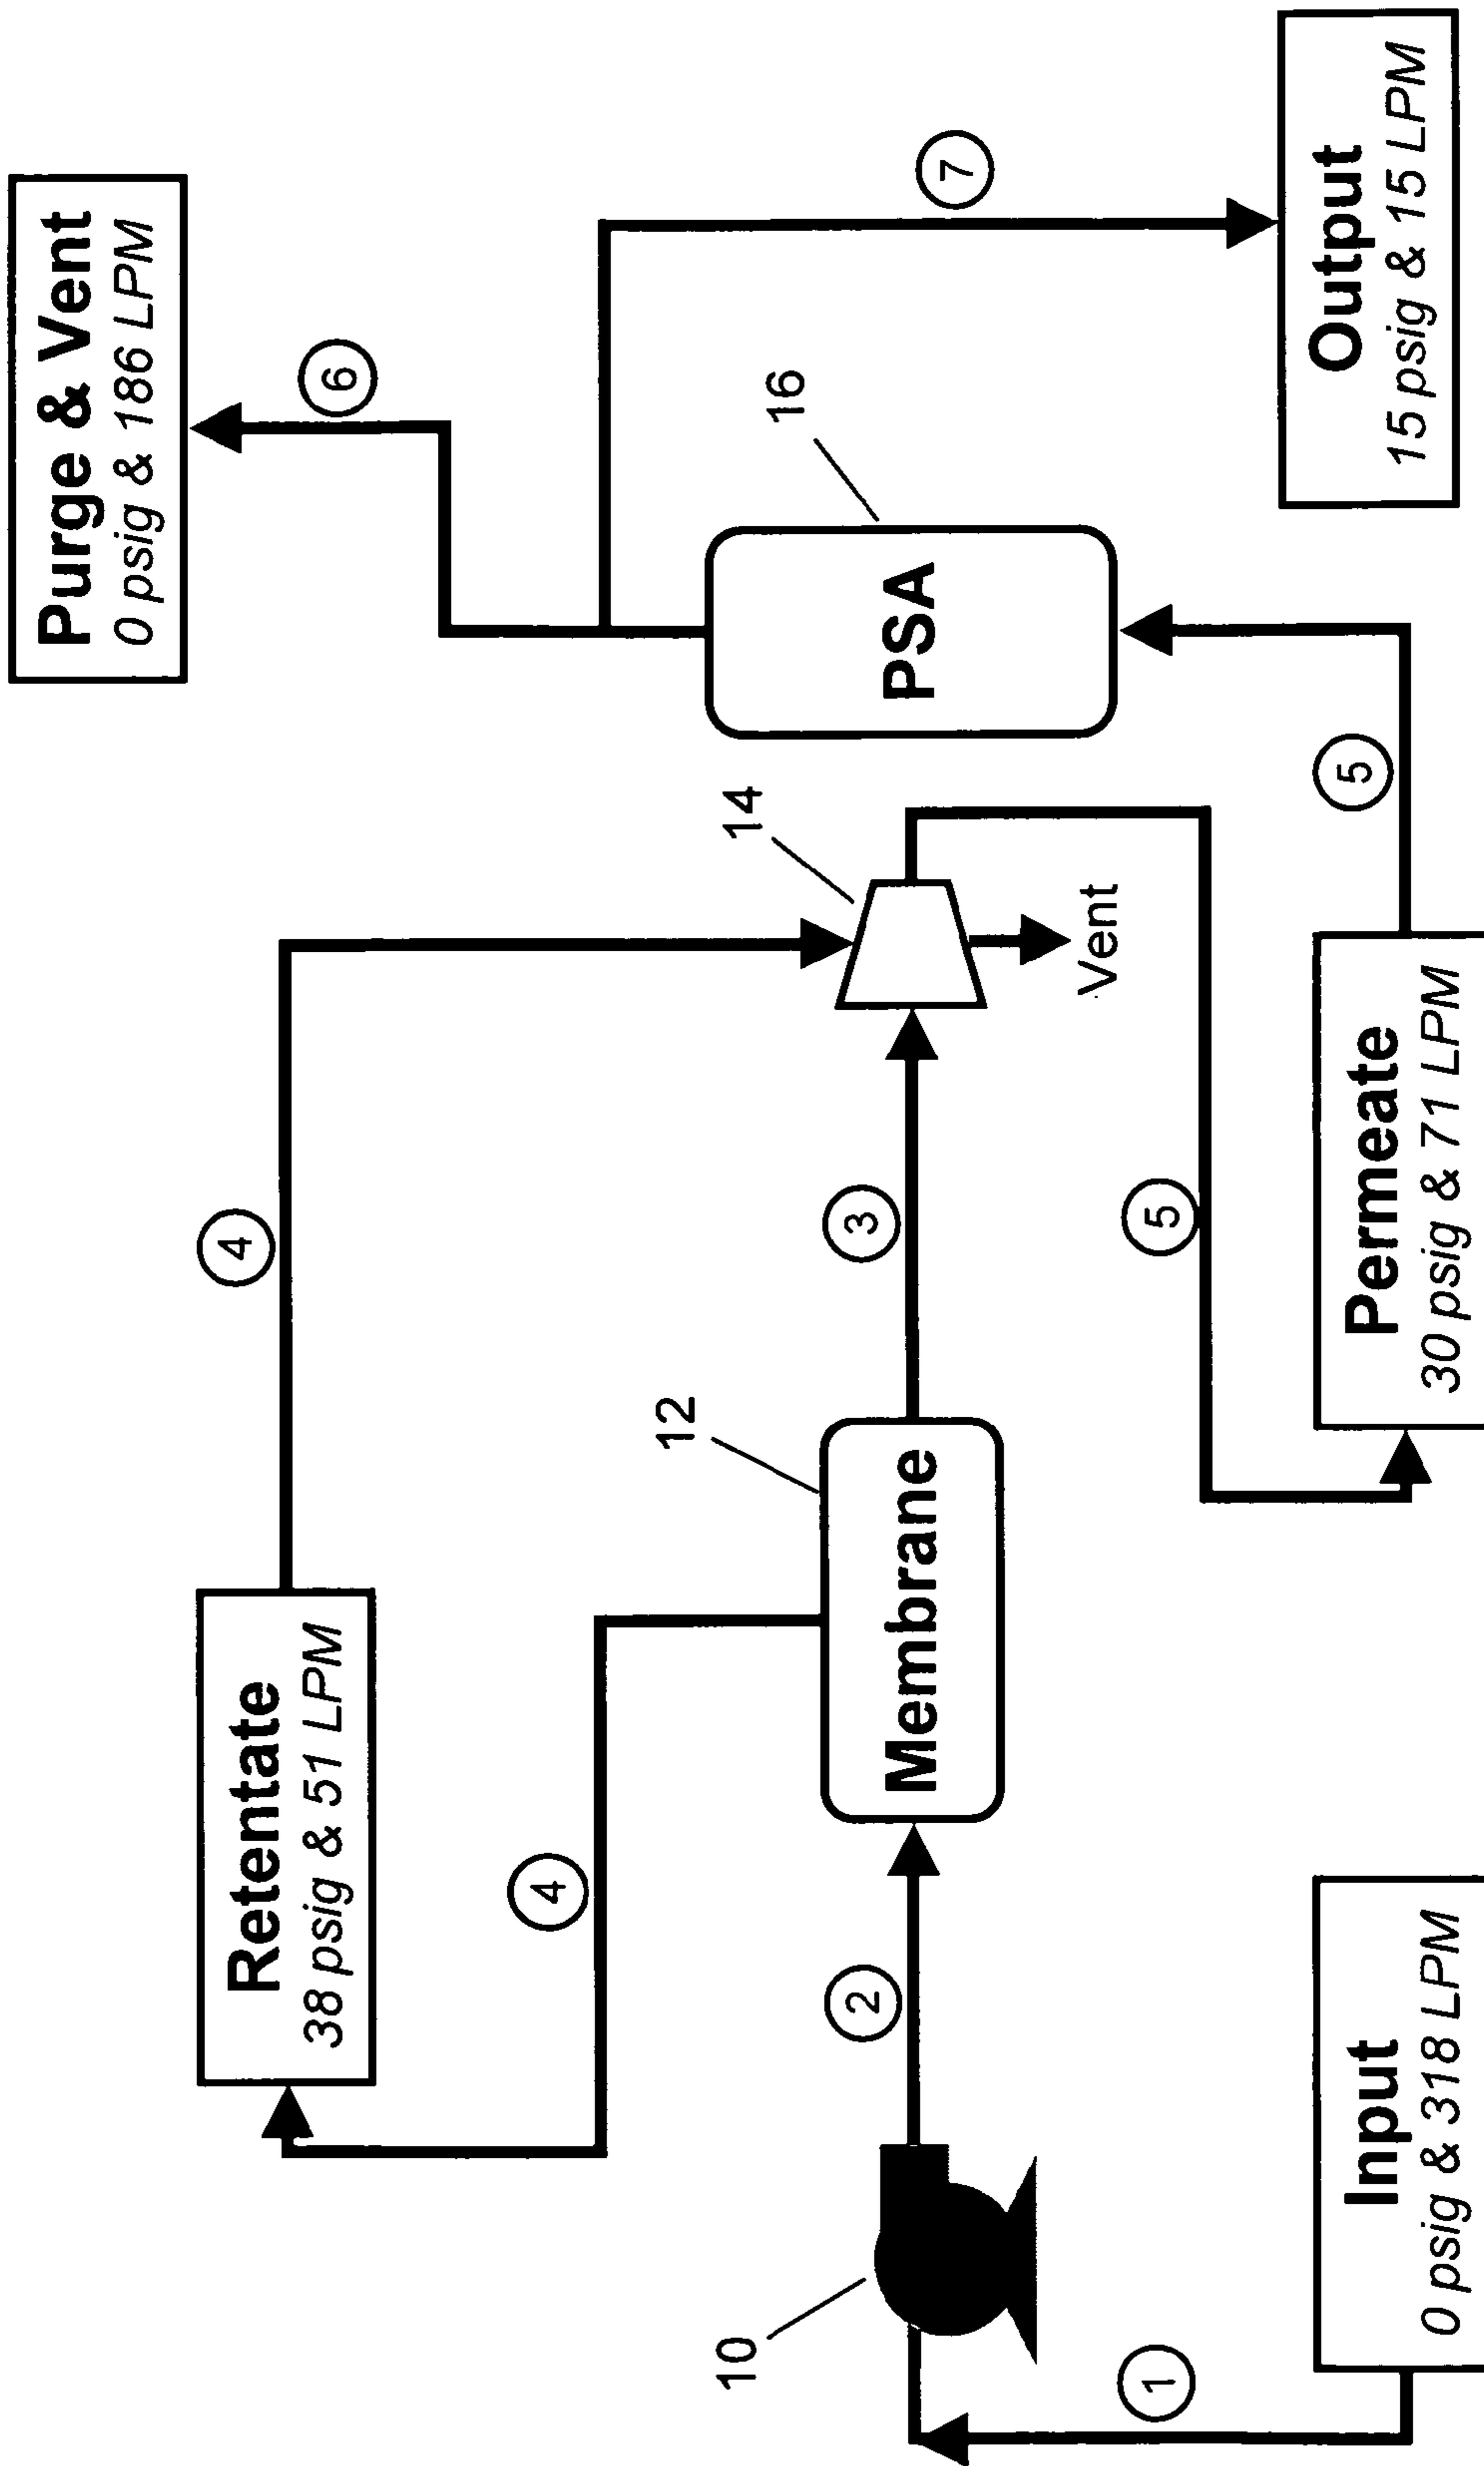 Purge & Vent
0 psig & 186 LPM
6
7
Retentate
38 psig & 51 LPM
4
4
16
PSA
Output
15 psig & 15 LPM
14
Vent
12
Membrane
3
2
10
5
5
1
Input
0 psig & 318 LPM
Permeate
30 psig & 71 LPM